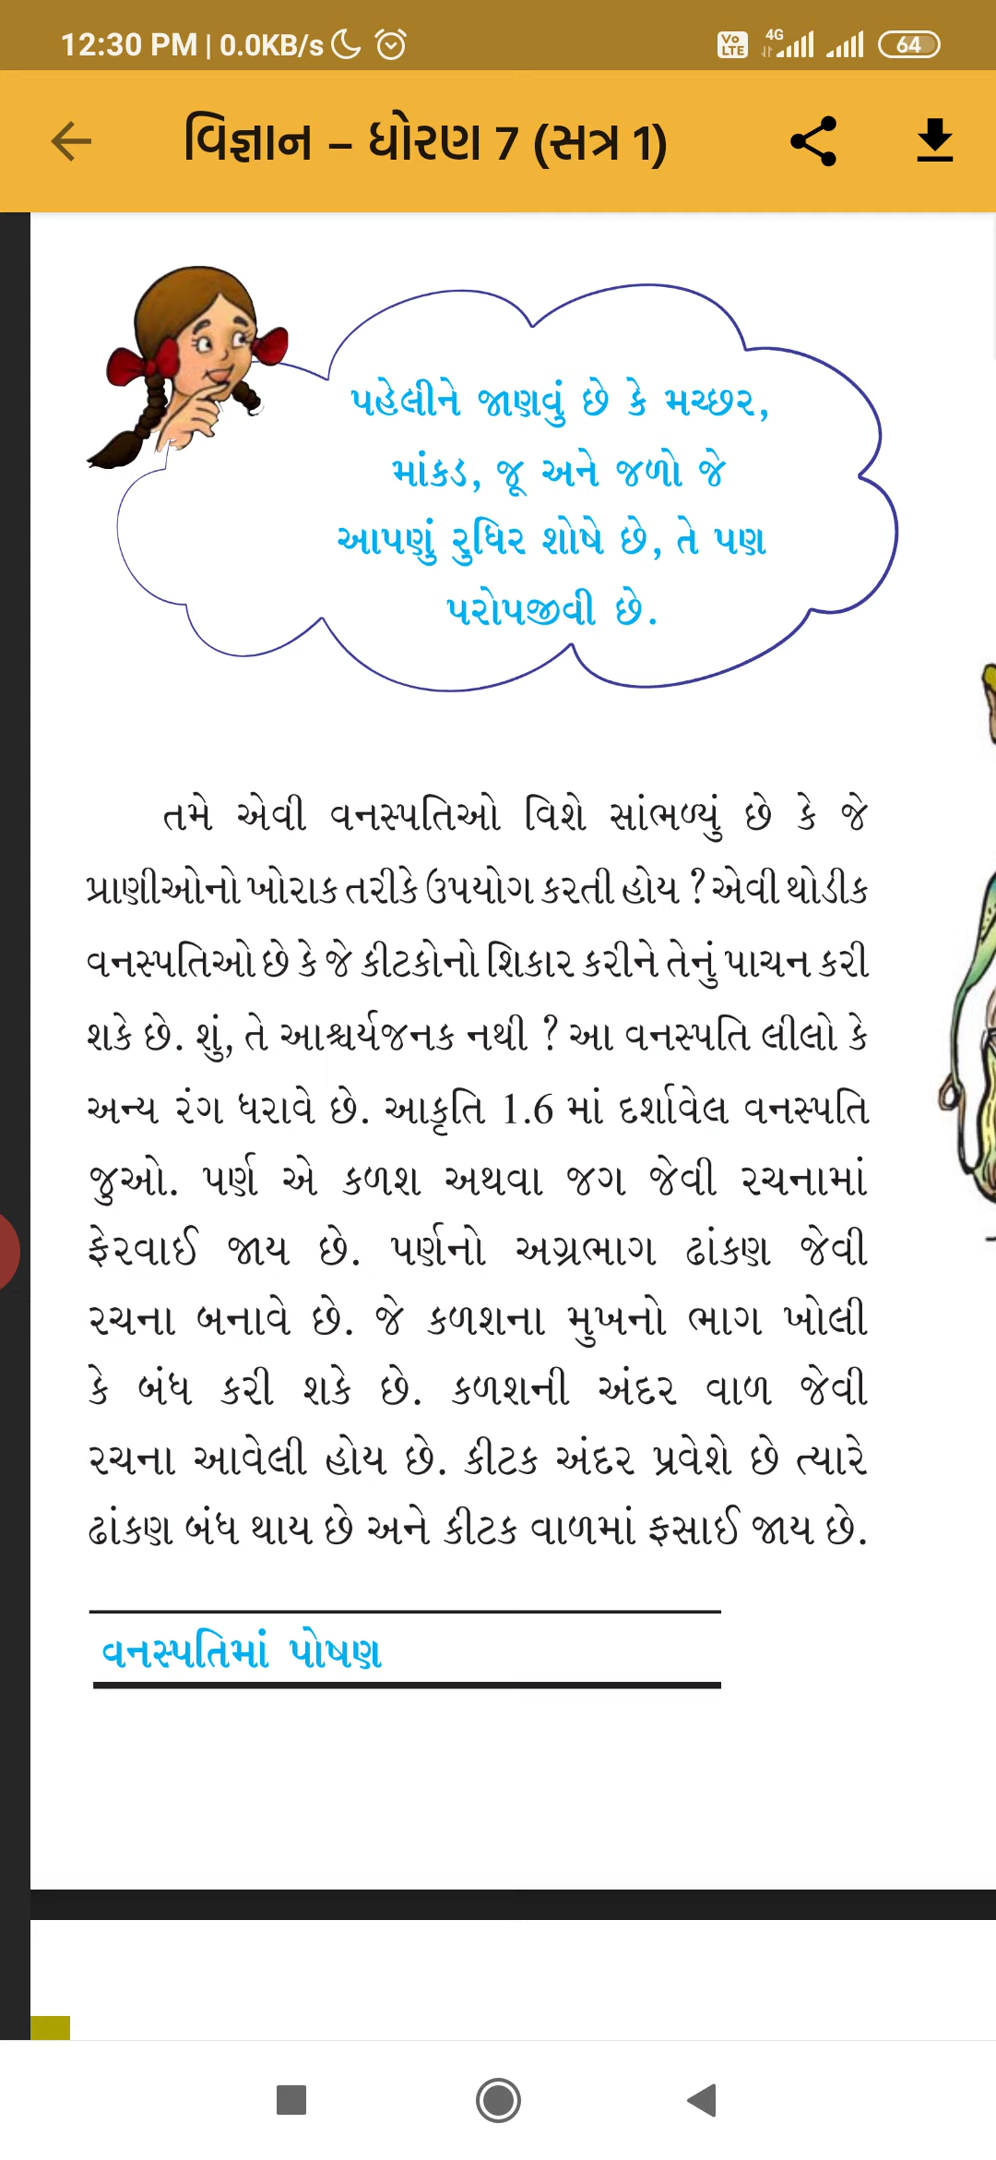 12:30 PM | 0.0KB/s Vo LTE 4G 64
વિજ્ઞાન – ધોરણ 7 (સત્ર 1)
પહેલીને જાણવું છે કે મચ્છર,
માંકડ, જૂ અને જળો જે
આપણું રુધિર શોષે છે, તે પણ
પરોપજીવી છે.
તમે એવી વનસ્પતિઓ વિશે સાંભળ્યું છે કે જે
પ્રાણીઓનો ખોરાક તરીકે ઉપયોગ કરતી હોય ? એવી થોડીક
વનસ્પતિઓ છે કે જે કીટકોનો શિકાર કરીને તેનું પાચન કરી
શકે છે. શું, તે આશ્ચર્યજનક નથી ? આ વનસ્પતિ લીલો કે
અન્ય રંગ ધરાવે છે. આકૃતિ 1.6 માં દર્શાવેલ વનસ્પતિ
જુઓ. પર્ણ એ કળશ અથવા જગ જેવી રચનામાં
ફેરવાઈ જાય છે. પર્ણનો અગ્રભાગ ઢાંકણ જેવી
રચના બનાવે છે. જે કળશના મુખનો ભાગ ખોલી
કે બંધ કરી શકે છે. કળશની અંદર વાળ જેવી
રચના આવેલી હોય છે. કીટક અંદર પ્રવેશે છે ત્યારે
ઢાંકણ બંધ થાય છે અને કીટક વાળમાં ફસાઈ જાય છે.
વનસ્પતિમાં પોષણ